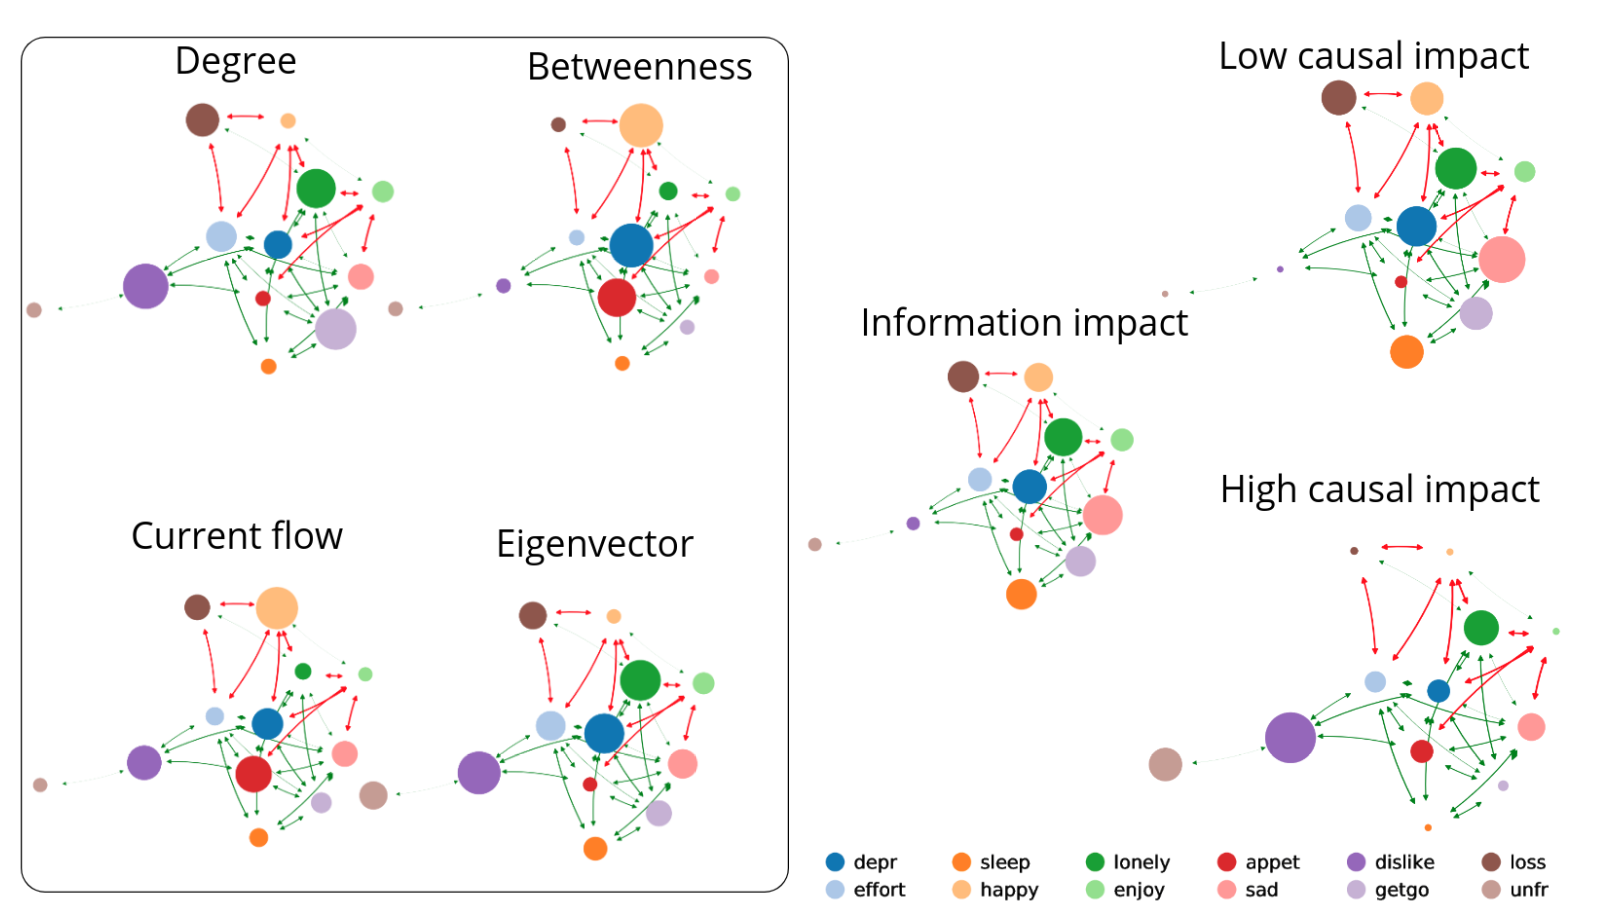 Degree
Betweenness
Low causal impact
Information impact
High causal impact
Current flow
Eigenvector
depr sleep lonely appet dislike loss
effort happy enjoy sad getgo unfr